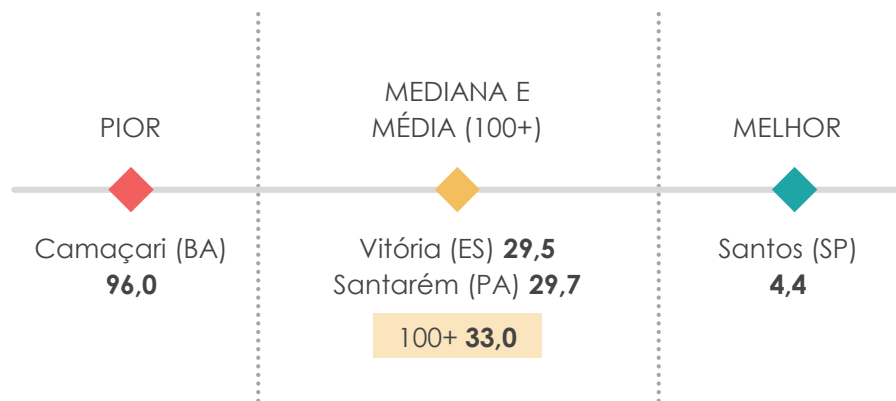 PIOR
Camaçari (BA)
96,0
MEDIANA E
MÉDIA (100+)
Vitória (ES) 29,5
Santarém (PA) 29,7
100+ 33,0
MELHOR
Santos (SP)
4,4